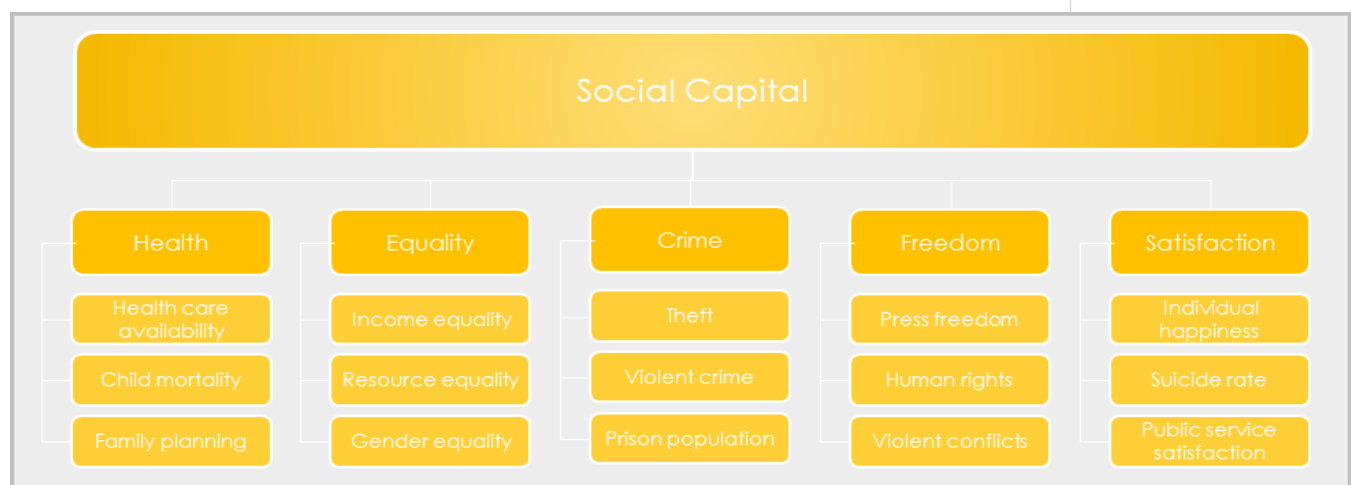 Social Capital
Health
Health care
availability
Child mortality
Family planning
Equality
Income equality
Resource equality
Gender equality
Crime
Theft
Violent crime
Prison population
Freedom
Press freedom
Human rights
Violent conflicts
Satisfaction
Individual
happiness
Suicide rate
Public service
satisfaction